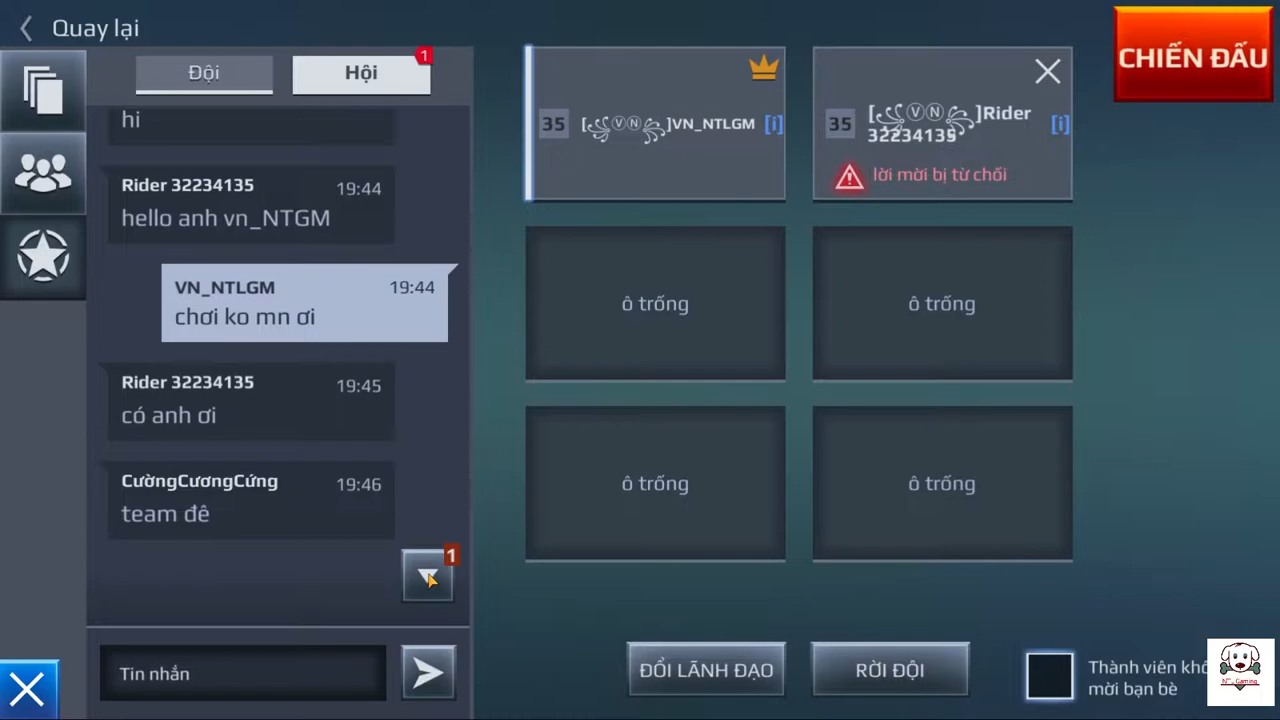 Quay lại
Đội
Hội
1
hi
Rider 32234135
19:44
hello anh vn_NTGM
VN_NTLGM
19:44
chơi ko mn ơi
Rider 32234135
19:45
có anh ơi
CườngCươngCứng
19:46
team đê
1
Tin nhắn
35
[꧁ⓋⓃ꧂]VN_NTLGM
[i]
35
[꧁ⓋⓃ꧂]Rider
32234135
[i]
lời mời bị từ chối
ô trống
ô trống
ô trống
ô trống
ĐỔI LÃNH ĐẠO
RỜI ĐỘI
Thành viên
mời bạn bè
CHIẾN ĐẤU